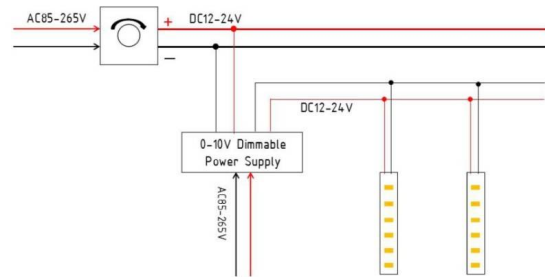 AC85-265V
+
DC12-24V
−
DC12-24V
0-10V Dimmable
Power Supply
AC85-265V